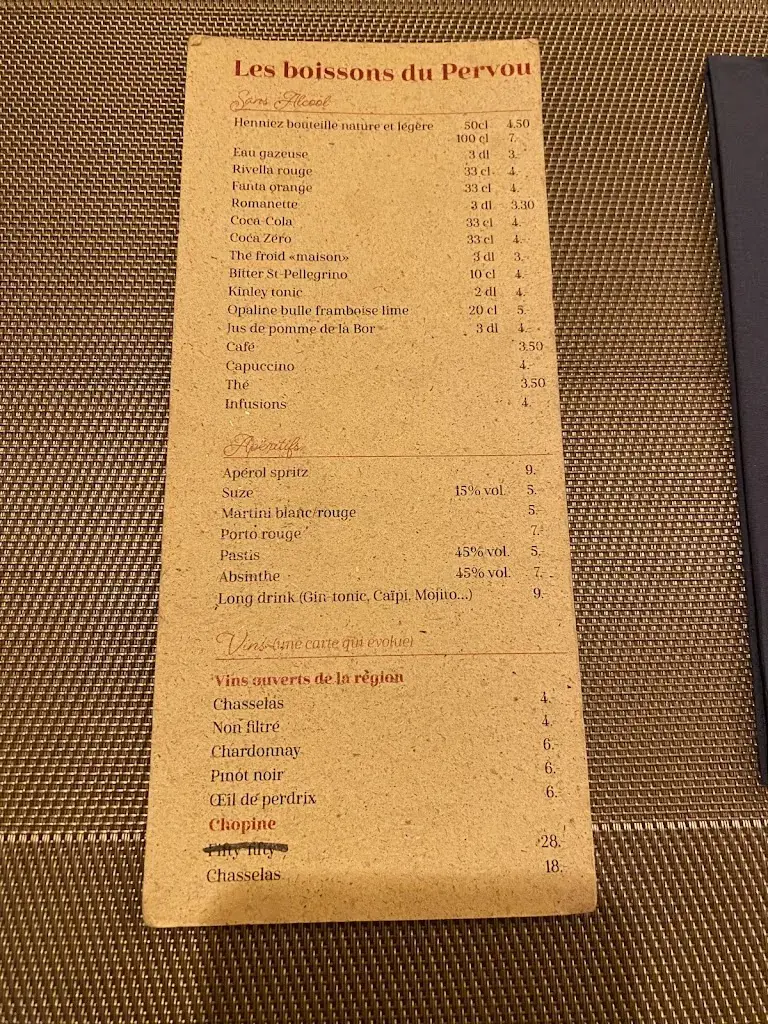 Les boissons du Pervou
Sans Alcool
Henniez bouteille nature et légère 50cl 4.50
100 cl 7.-
Eau gazeuse 3 dl 3.-
Rivella rouge 33 cl 4.-
Fanta orange 33 cl 4.-
Romanette 3 dl 3.30
Coca-Cola 33 cl 4.-
Coca Zéro 33 cl 4.-
Thé froid «maison» 3 dl 3.-
Bitter St-Pellegrino 10 cl 4.-
Kinley tonic 2 dl 4.-
Opaline bulle framboise lime 20 cl 5.-
Jus de pomme de la Bor 3 dl 4.-
Café 3.50
Capuccino 4.-
Thé 3.50
Infusions 4.-
Apéritifs
Apérol spritz 9.-
Suze 15% vol. 5.-
Martini blanc/rouge 5.-
Porto rouge 7.-
Pastis 45% vol. 5.-
Absinthe 45% vol. 7.-
Long drink (Gin-tonic, Caïpi, Mojito...) 9.-
Vins (une carte qui évolue)
Vins ouverts de la région
Chasselas 4.-
Non filtré 4.-
Chardonnay 6.-
Pinot noir 6.-
Œil de perdrix 6.-
Chopine
Fifty-fifty 28.-
Chasselas 18.-